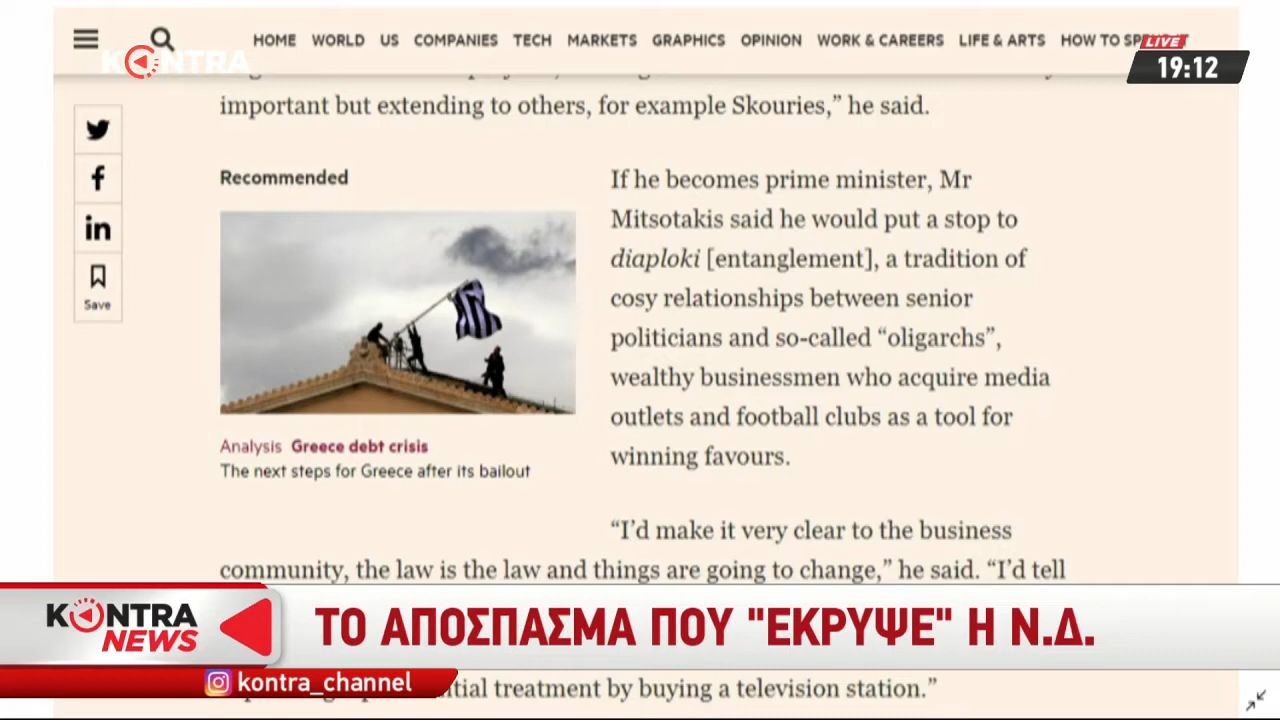 HOME WORLD US COMPANIES TECH MARKETS GRAPHICS OPINION WORK & CAREERS LIFE & ARTS HOW TO
KONTRA
LIVE
19:12
important but extending to others, for example Skouries,” he said.
Save
Recommended
Analysis Greece debt crisis
The next steps for Greece after its bailout
If he becomes prime minister, Mr
Mitsotakis said he would put a stop to
diaploki [entanglement], a tradition of
cosy relationships between senior
politicians and so-called “oligarchs”,
wealthy businessmen who acquire media
outlets and football clubs as a tool for
winning favours.
“I’d make it very clear to the business
community, the law is the law and things are going to change,” he said. “I’d tell
KONTRA
NEWS
ΤΟ ΑΠΟΣΠΑΣΜΑ ΠΟΥ "ΕΚΡΥΨΕ" Η Ν.Δ.
kontra_channel
treatment by buying a television station.”